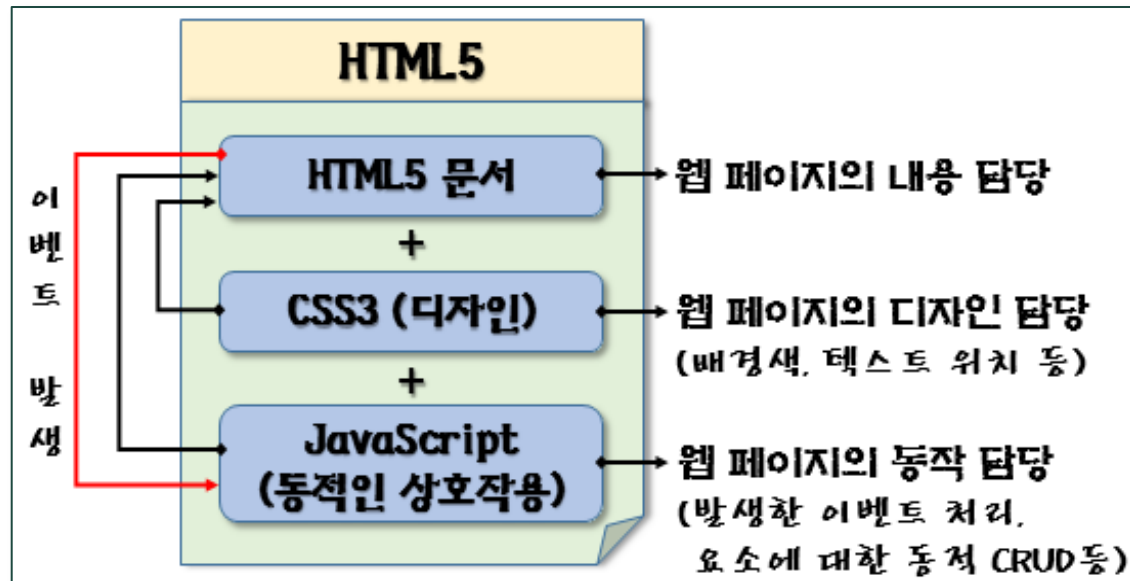 HTML5
HTML5 문서
웹 페이지의 내용 담당
+
CSS3 (디자인)
웹 페이지의 디자인 담당
(배경색, 텍스트 위치 등)
+
JavaScript
(동적인 상호작용)
웹 페이지의 동작 담당
(발생한 이벤트 처리,
요소에 대한 동적 CRUD등)
이벤트 발생